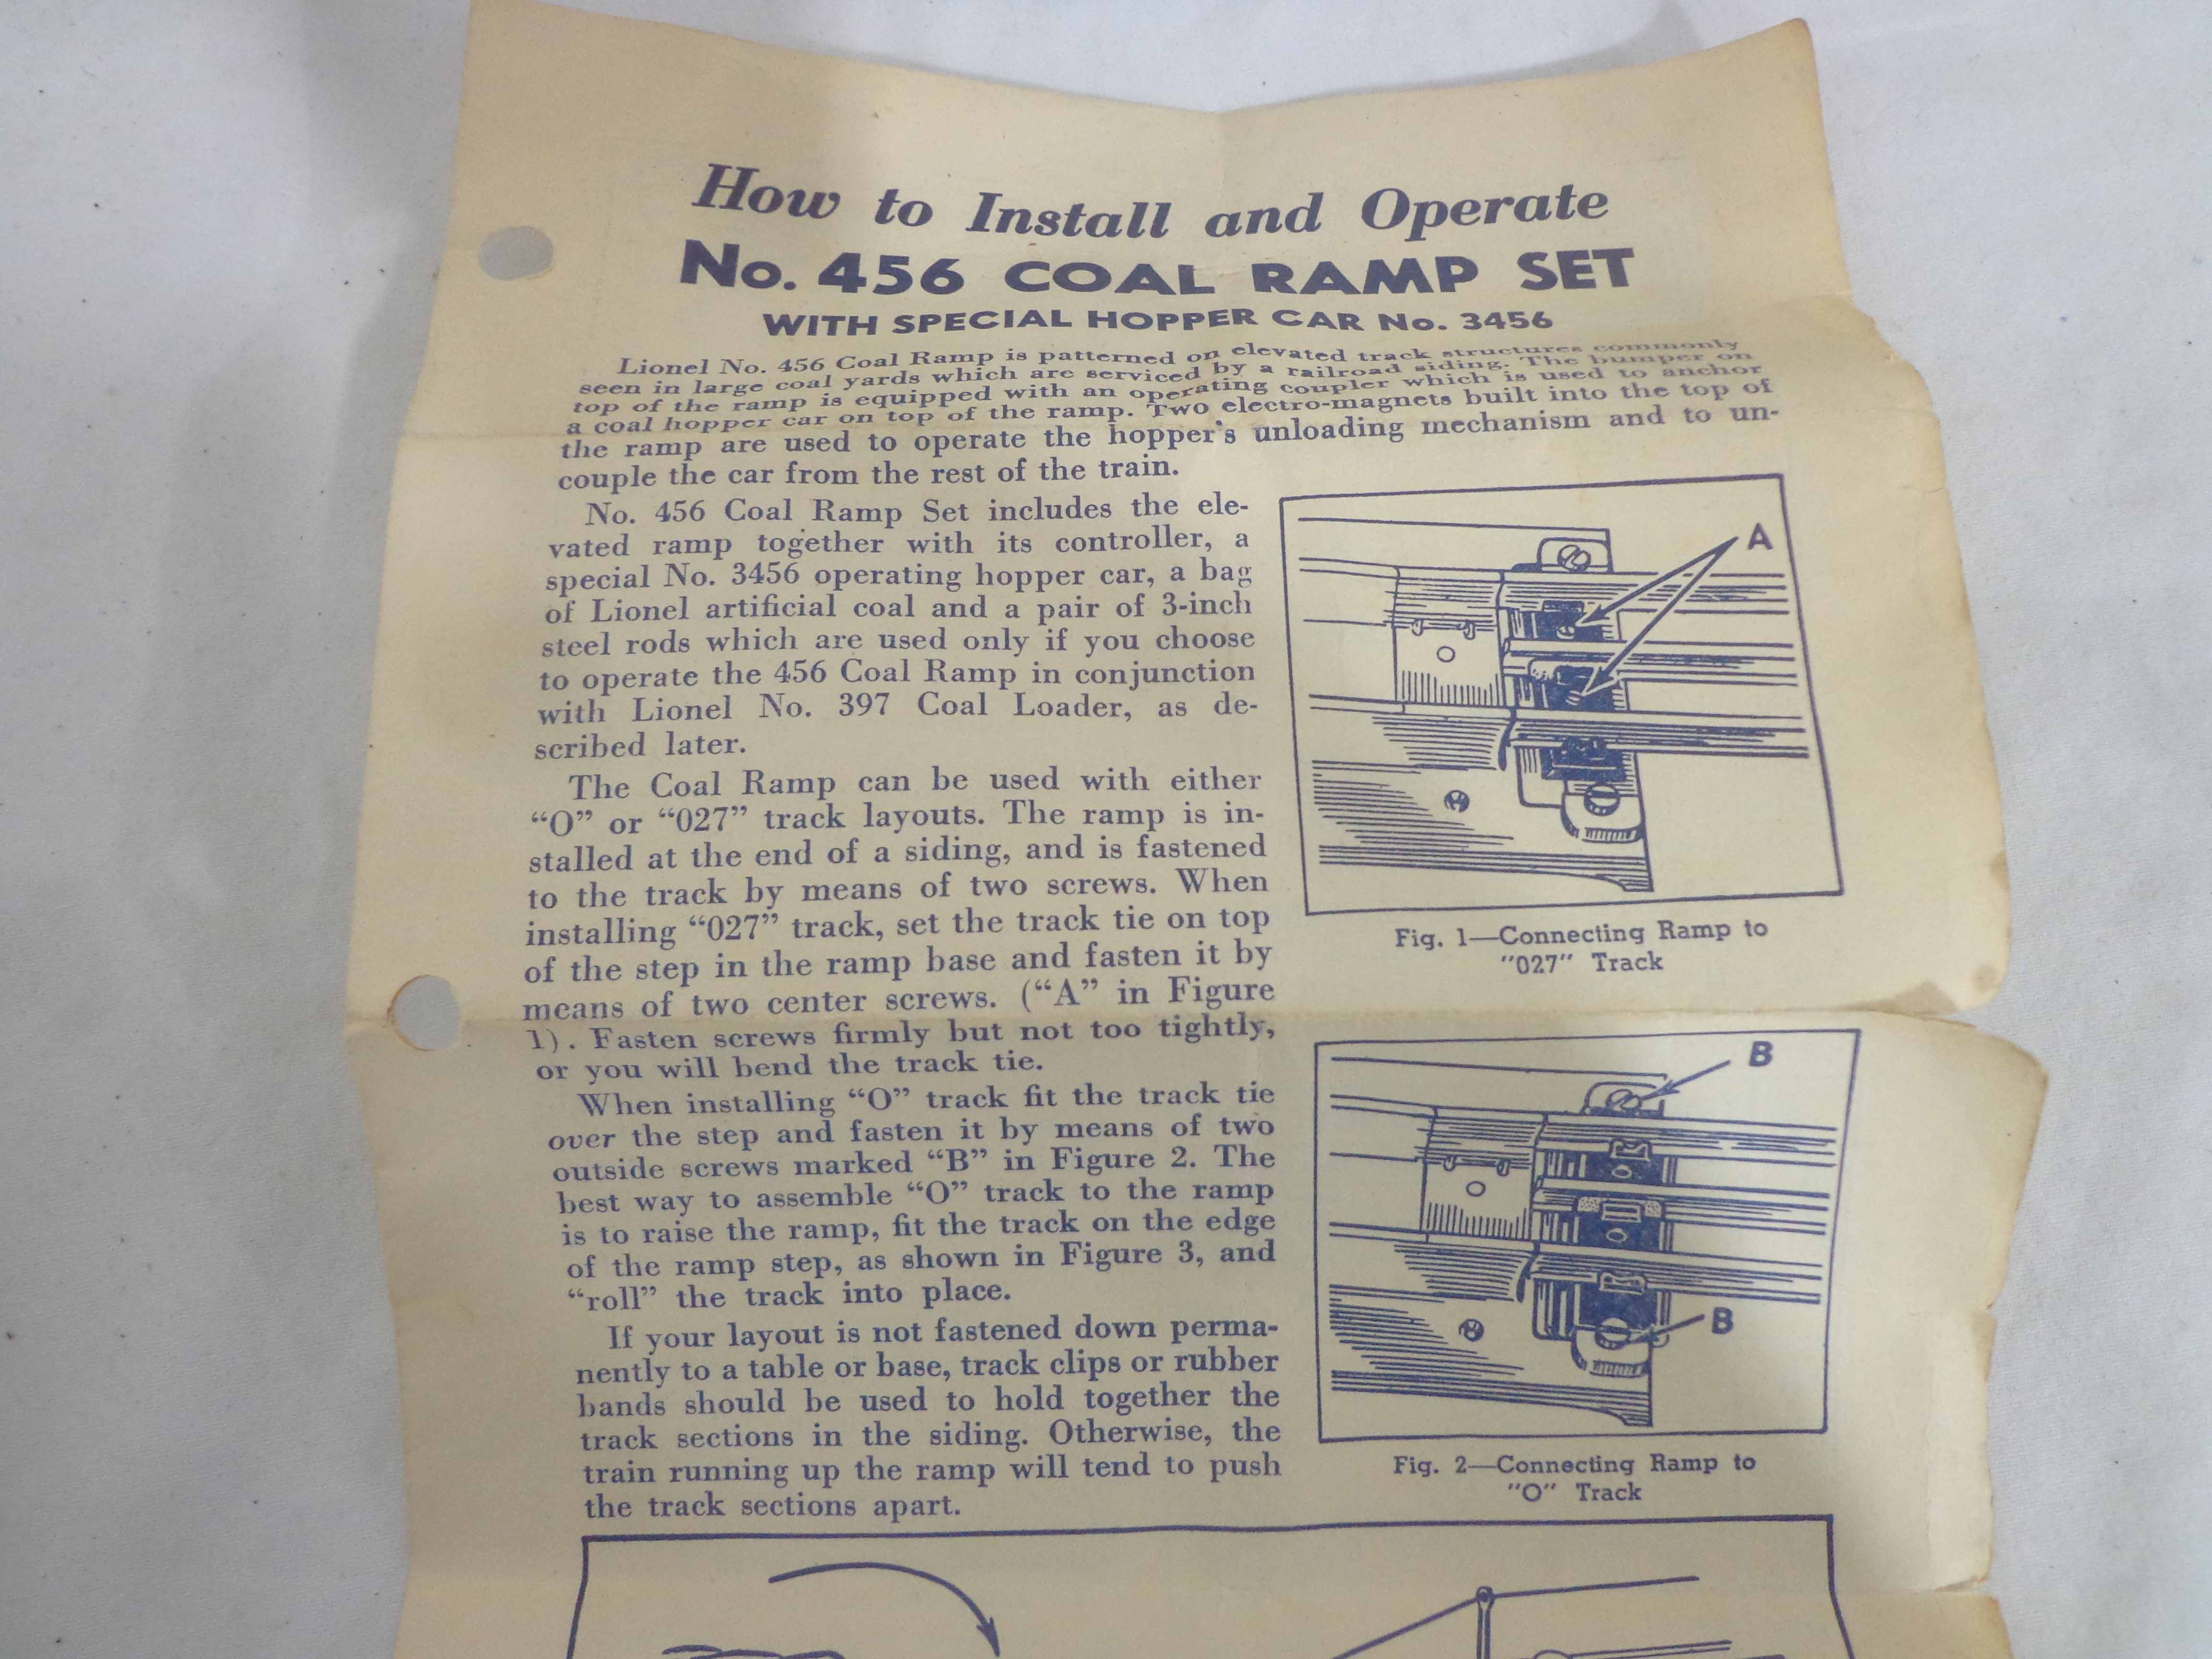 How to Install and Operate
No. 456 COAL RAMP SET
WITH SPECIAL HOPPER CAR No. 3456
Lionel No. 456 Coal Ramp is patterned on elevated track structures commonly
seen in large coal yards which are serviced by a railroad siding. The bumper on
top of the ramp is equipped with an operating coupler which is used to anchor
a coal hopper car on top of the ramp. Two electro-magnets built into the top of
the ramp are used to operate the hopper's unloading mechanism and to un-
couple the car from the rest of the train.
No. 456 Coal Ramp Set includes the ele-
vated ramp together with its controller, a
special No. 3456 operating hopper car, a bag
of Lionel artificial coal and a pair of 3-inch
steel rods which are used only if you choose
to operate the 456 Coal Ramp in conjunction
with Lionel No. 397 Coal Loader, as de-
scribed later.
The Coal Ramp can be used with either
“O” or “027” track layouts. The ramp is in-
stalled at the end of a siding, and is fastened
to the track by means of two screws. When
installing “027” track, set the track tie on top
of the step in the ramp base and fasten it by
means of two center screws. (“A” in Figure
1). Fasten screws firmly but not too tightly,
or you will bend the track tie.
When installing “O” track fit the track tie
over the step and fasten it by means of two
outside screws marked “B” in Figure 2. The
best way to assemble “O” track to the ramp
is to raise the ramp, fit the track on the edge
of the ramp step, as shown in Figure 3, and
“roll” the track into place.
If your layout is not fastened down perma-
nently to a table or base, track clips or rubber
bands should be used to hold together the
track sections in the siding. Otherwise, the
train running up the ramp will tend to push
the track sections apart.
A
Fig. 1—Connecting Ramp to
"027" Track
B
B
Fig. 2—Connecting Ramp to
"O" Track